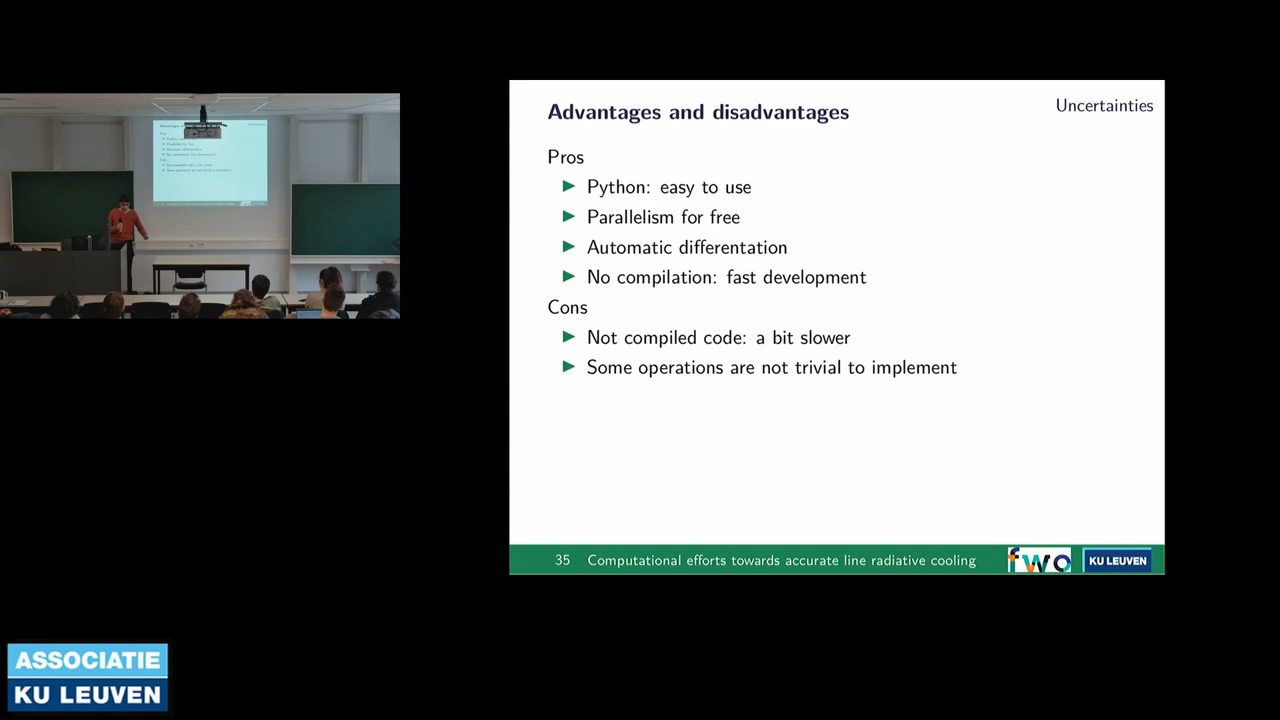 Advantages and disadvantages
Uncertainties
Pros
Python: easy to use
Parallelism for free
Automatic differentation
No compilation: fast development
Cons
Not compiled code: a bit slower
Some operations are not trivial to implement
35 Computational efforts towards accurate line radiative cooling
fwo
KU LEUVEN
ASSOCIATIE
KU LEUVEN